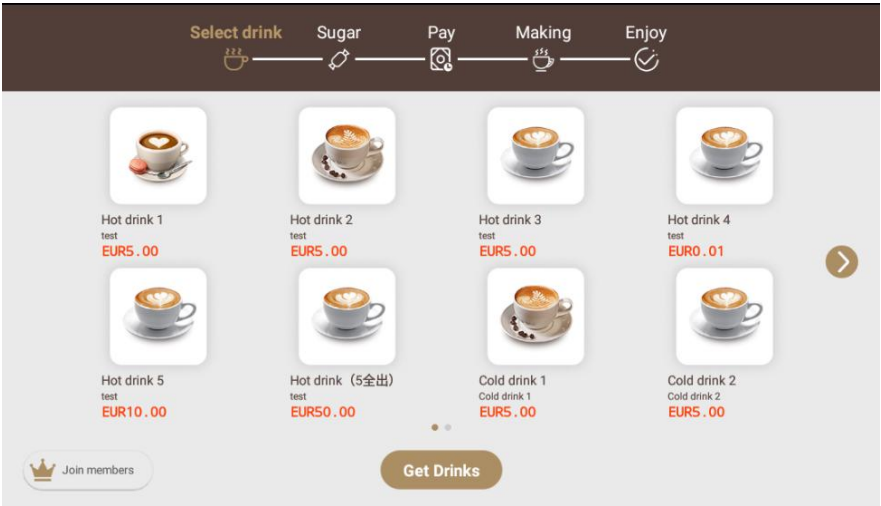 Select drink Sugar Pay Making Enjoy
Hot drink 1 Hot drink 2 Hot drink 3 Hot drink 4
test test test test
EUR5.00 EUR5.00 EUR5.00 EUR0.01
Hot drink 5 Hot drink（5全出） Cold drink 1 Cold drink 2
test test Cold drink 1 Cold drink 2
EUR10.00 EUR50.00 EUR5.00 EUR5.00
Join members Get Drinks